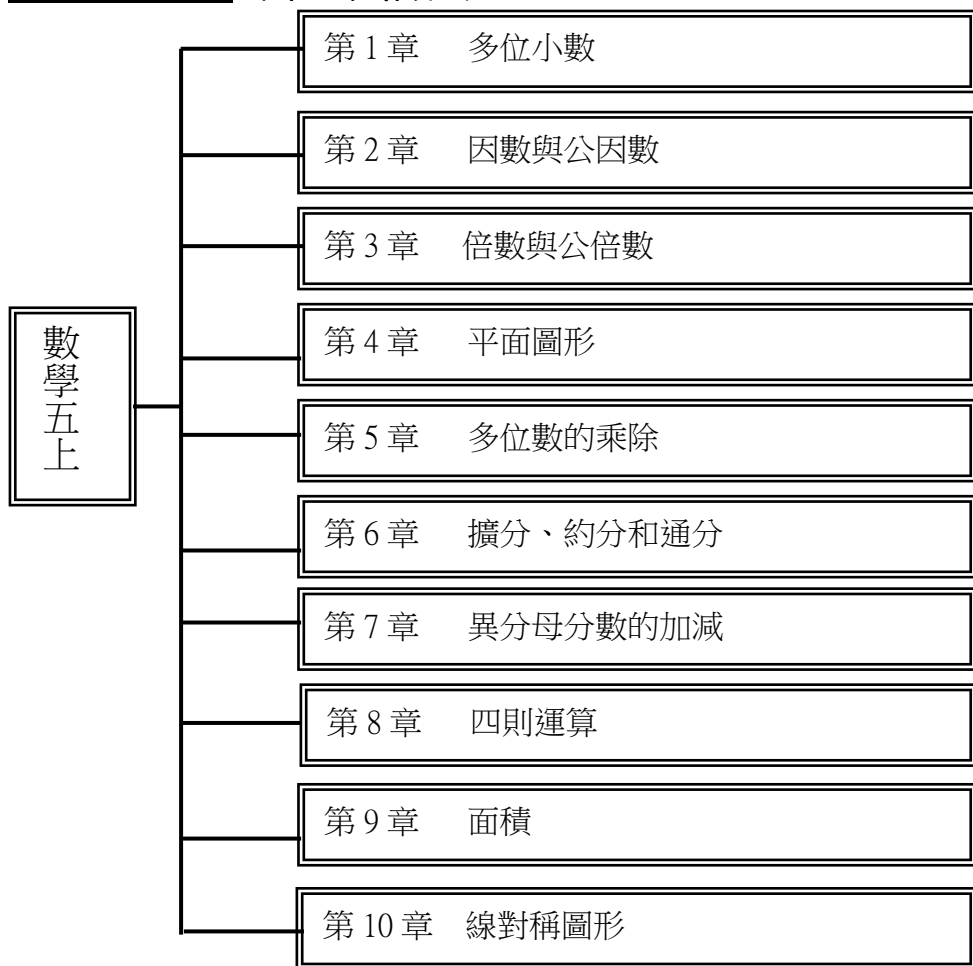 第 1 章 多位小數
第 2 章 因數與公因數
第 3 章 倍數與公倍數
第 4 章 平面圖形
數學五上
第 5 章 多位數的乘除
第 6 章 擴分、約分和通分
第 7 章 異分母分數的加減
第 8 章 四則運算
第 9 章 面積
第 10 章 線對稱圖形